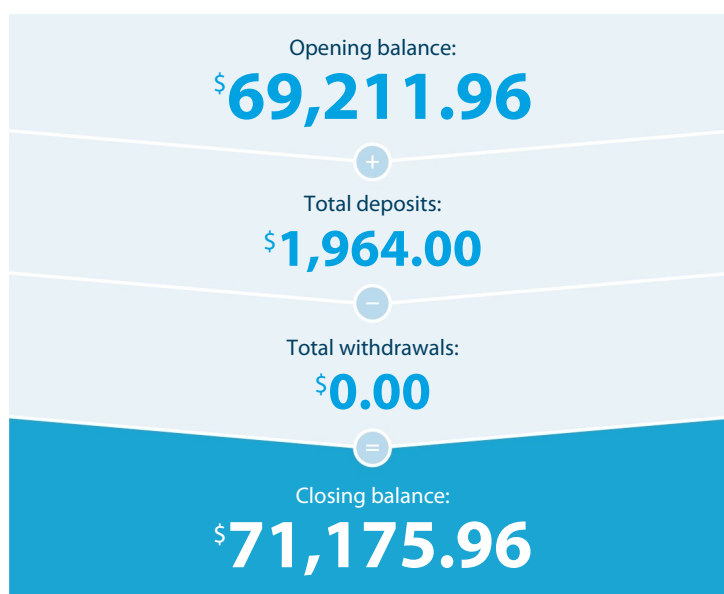 Opening balance:
$69,211.96
+
Total deposits:
$1,964.00
−
Total withdrawals:
$0.00
=
Closing balance:
$71,175.96